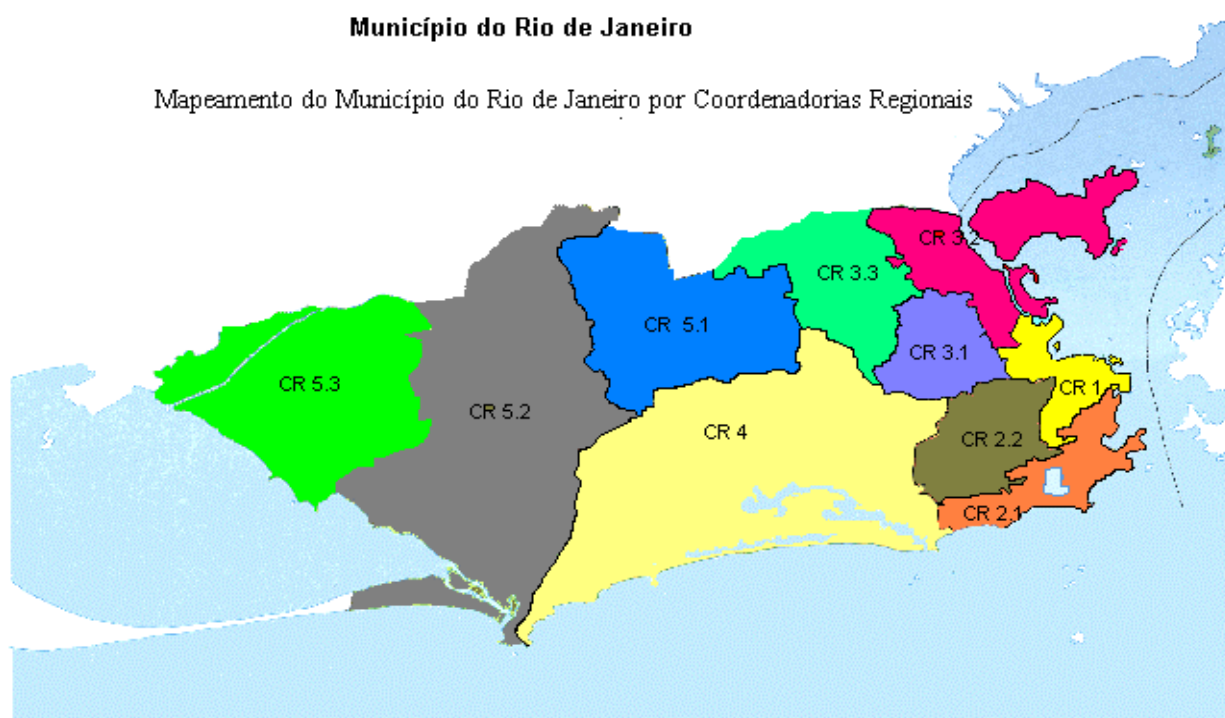 Município do Rio de Janeiro
Mapeamento do Município do Rio de Janeiro por Coordenadorias Regionais
CR 3.2
CR 3.3
CR 5.1
CR 3.1
CR 5.3
CR 1
CR 5.2
CR 4
CR 2.2
CR 2.1